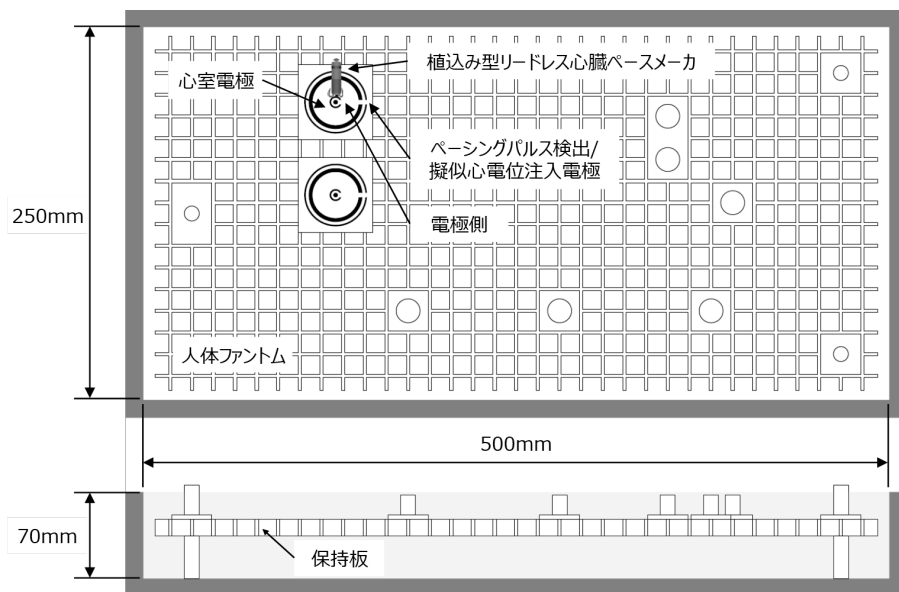 植込み型リードレス心臓ペースメーカ
心室電極
ペーシングパルス検出/
擬似心電位注入電極
250mm
電極側
人体ファントム
500mm
70mm
保持板